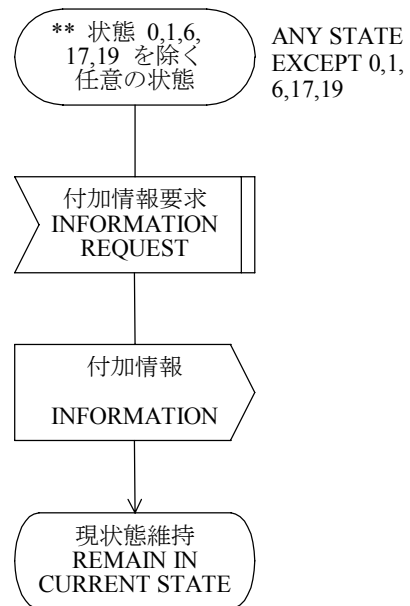 ** 状態 0,1,6,
17,19 を除く
任意の状態
ANY STATE
EXCEPT 0,1,
6,17,19
付加情報要求
INFORMATION
REQUEST
付加情報
INFORMATION
現状態維持
REMAIN IN
CURRENT STATE